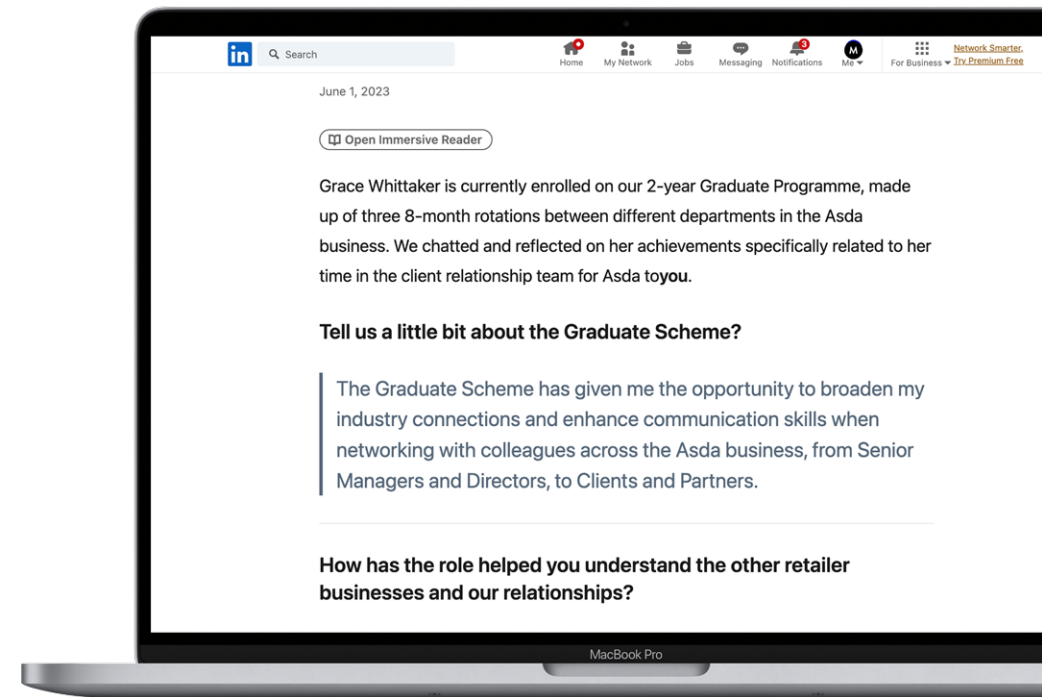 in Search Home My Network Jobs Messaging 3 Notifications M Me For Business Network Smarter,
Try Premium Free
June 1, 2023
Open Immersive Reader
Grace Whittaker is currently enrolled on our 2-year Graduate Programme, made
up of three 8-month rotations between different departments in the Asda
business. We chatted and reflected on her achievements specifically related to her
time in the client relationship team for Asda toyou.
Tell us a little bit about the Graduate Scheme?
The Graduate Scheme has given me the opportunity to broaden my
industry connections and enhance communication skills when
networking with colleagues across the Asda business, from Senior
Managers and Directors, to Clients and Partners.
How has the role helped you understand the other retailer
businesses and our relationships?
MacBook Pro